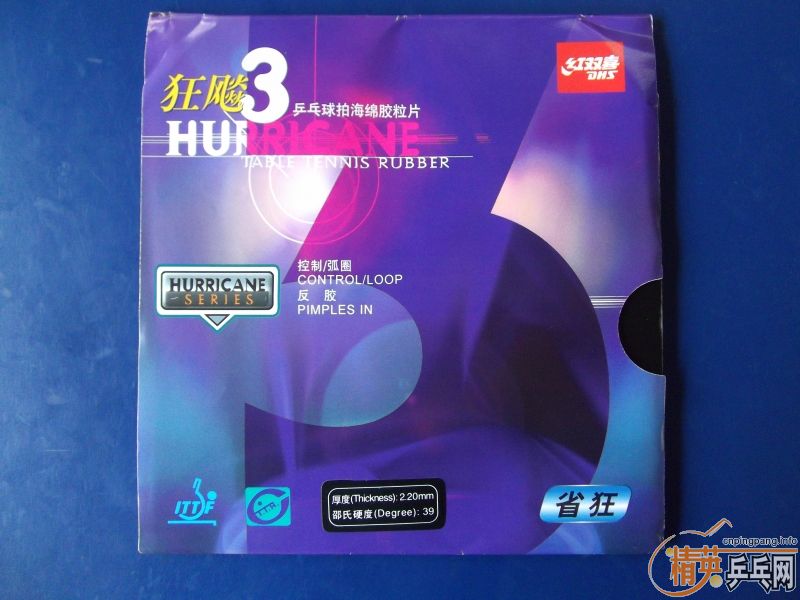 红双喜
DHS
狂飚3
乒乓球拍海绵胶粒片
HURRICANE
TABLE TENNIS RUBBER
控制/弧圈
CONTROL/LOOP
反 胶
PIMPLES IN
HURRICANE
SERIES
ITTF
TTR
厚度(Thickness): 2.20mm
邵氏硬度(Degree): 39
省狂
cnpingpang.info
精英乒乓网